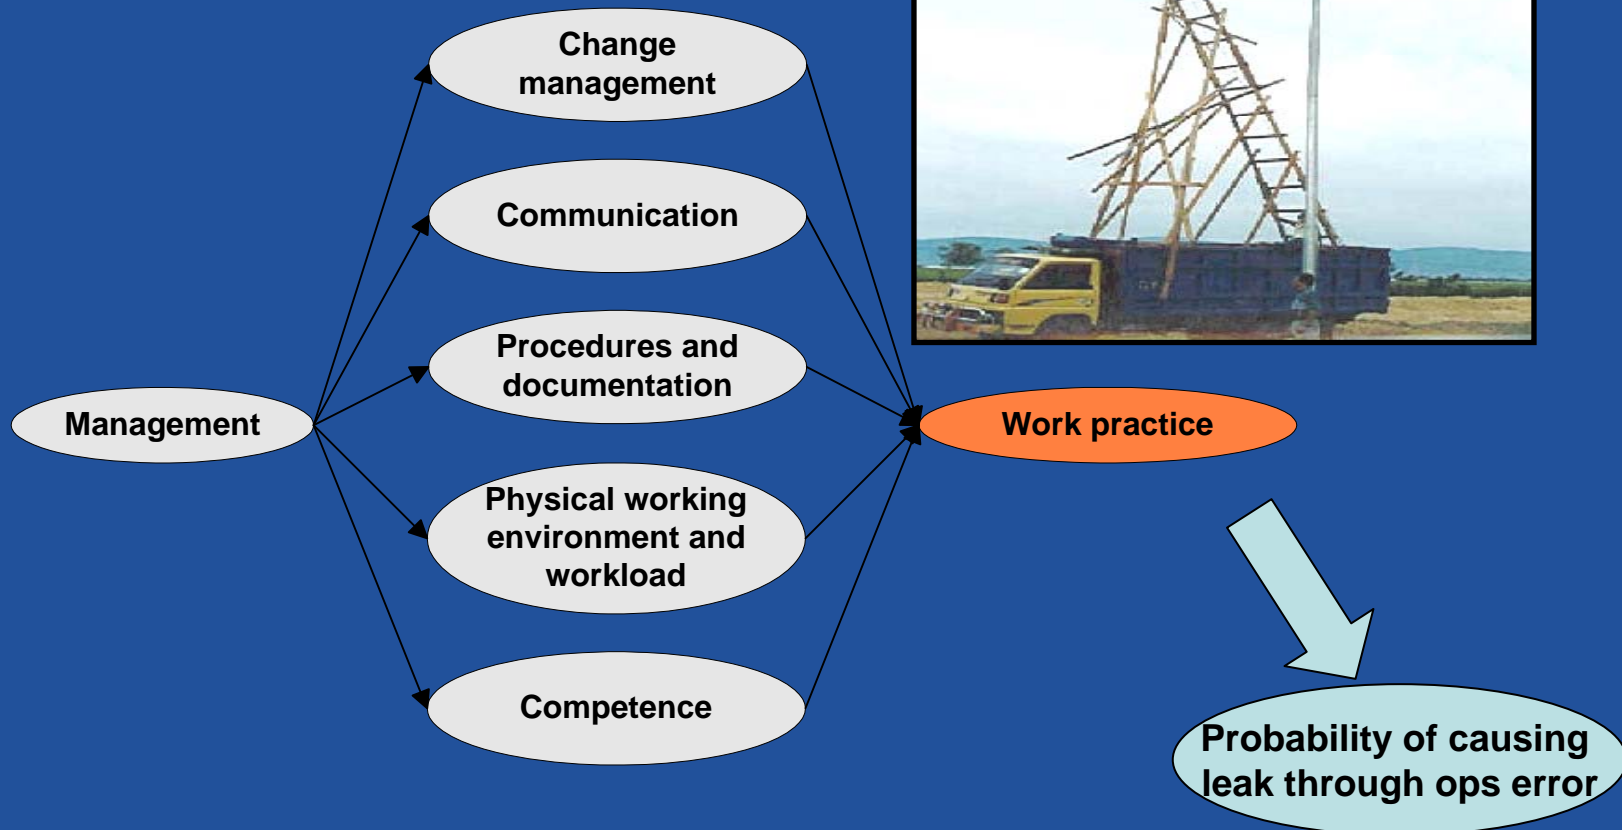 Change
management
Communication
Procedures and
documentation
Management
Work practice
Physical working
environment and
workload
Competence
Probability of causing
leak through ops error